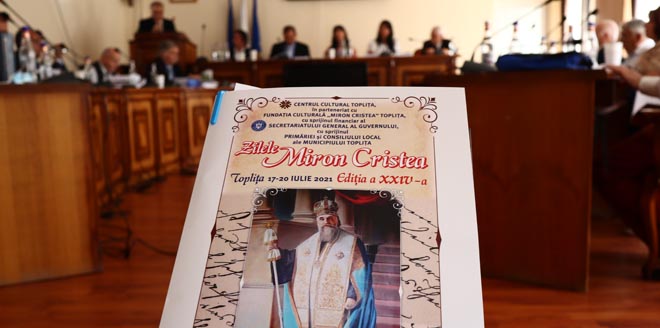 CENTRUL CULTURAL TOPLIȚA,
în parteneriat cu
FUNDAȚIA CULTURALĂ „MIRON CRISTEA” TOPLIȚA,
cu sprijinul financiar al
SECRETARIATULUI GENERAL AL GUVERNULUI,
cu sprijinul
PRIMĂRIEI și CONSILIULUI LOCAL
ale MUNICIPIULUI TOPLIȚA
Zilele Miron Cristea
Toplița 17-20 IULIE 2021 Ediția a XXIV-a